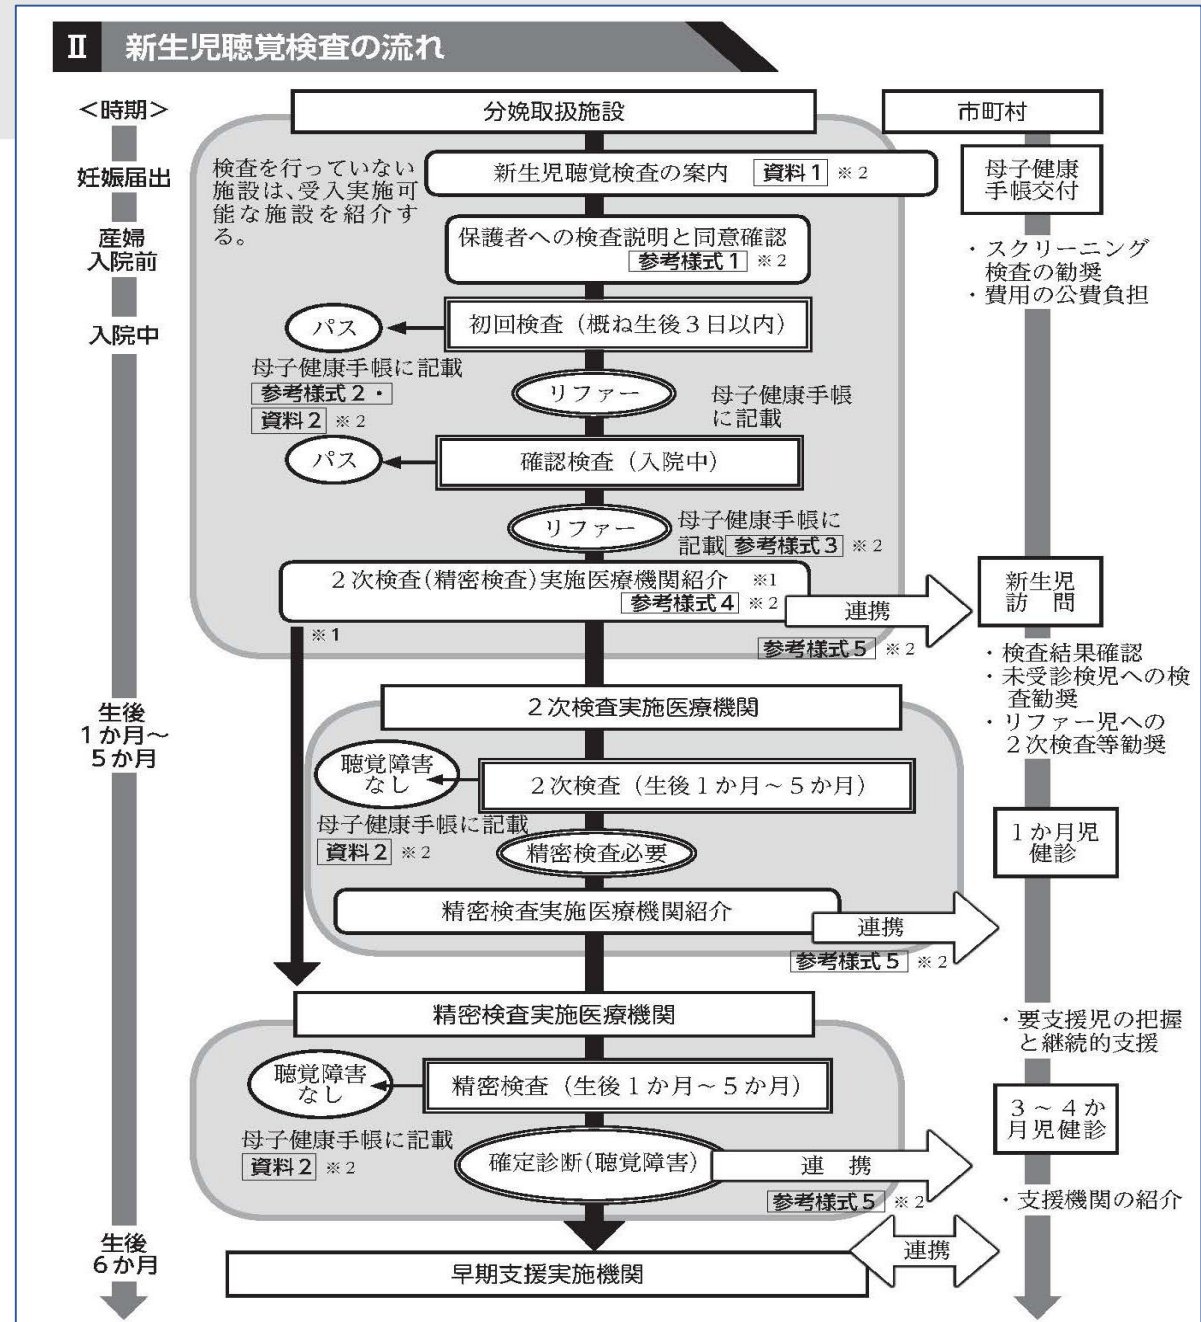 Ⅱ 新生児聴覚検査の流れ
<時期>
分娩取扱施設
市町村
妊娠届出
検査を行っていない
施設は、受入実施可
能な施設を紹介す
る。
新生児聴覚検査の案内 資料1 ※2
母子健康
手帳交付
産婦
入院前
保護者への検査説明と同意確認
参考様式1 ※2
・スクリーニング
検査の勧奨
・費用の公費負担
入院中
パス
初回検査(概ね生後3日以内)
母子健康手帳に記載
参考様式2・
資料2 ※2
リファー
母子健康手帳
に記載
パス
確認検査(入院中)
リファー
母子健康手帳に
記載 参考様式3 ※2
2次検査(精密検査)実施医療機関紹介 ※1
参考様式4 ※2
連携
新生児
訪問
※1
参考様式5 ※2
・検査結果確認
・未受診検児への検
査勧奨
・リファー児への
2次検査等勧奨
生後
1か月~
5か月
2次検査実施医療機関
聴覚障害
なし
2次検査(生後1か月~5か月)
母子健康手帳に記載
資料2 ※2
精密検査必要
1か月児
健診
精密検査実施医療機関紹介
連携
参考様式5 ※2
精密検査実施医療機関
・要支援児の把握
と継続的支援
聴覚障害
なし
精密検査(生後1か月~5か月)
3~4か
月児健診
母子健康手帳に記載
資料2 ※2
確定診断(聴覚障害)
連携
参考様式5 ※2
・支援機関の紹介
生後
6か月
早期支援実施機関
連携